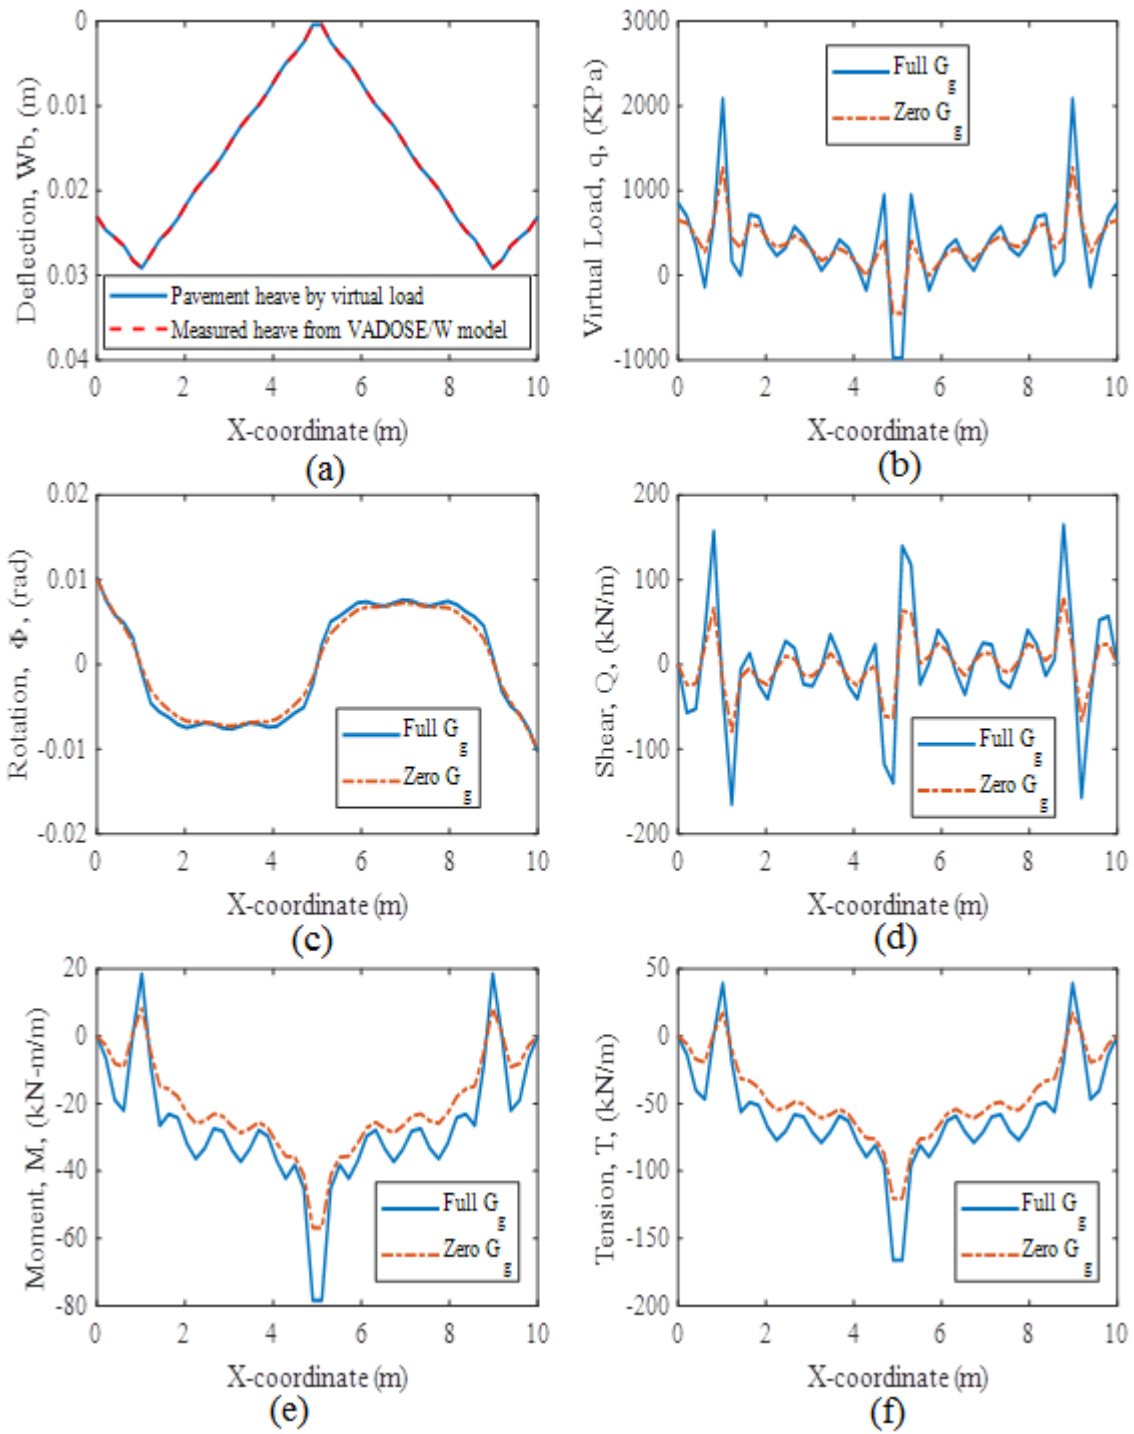 0
0.01
0.02
0.03
0.04
Deflection, Wb, (m)
Pavement heave by virtual load
Measured heave from VADOSE/W model
0 2 4 6 8 10
X-coordinate (m)
(a)
3000
2000
1000
0
-1000
Virtual Load, q, (KPa)
Full G g
Zero G g
0 2 4 6 8 10
X-coordinate (m)
(b)
0.02
0.01
0
-0.01
-0.02
Rotation, Φ, (rad)
Full G g
Zero G g
0 2 4 6 8 10
X-coordinate (m)
(c)
200
100
0
-100
-200
Shear, Q, (kN/m)
Full G g
Zero G g
0 2 4 6 8 10
X-coordinate (m)
(d)
20
0
-20
-40
-60
-80
Moment, M, (kN-m/m)
Full G g
Zero G g
0 2 4 6 8 10
X-coordinate (m)
(e)
50
0
-50
-100
-150
-200
Tension, T, (kN/m)
Full G g
Zero G g
0 2 4 6 8 10
X-coordinate (m)
(f)